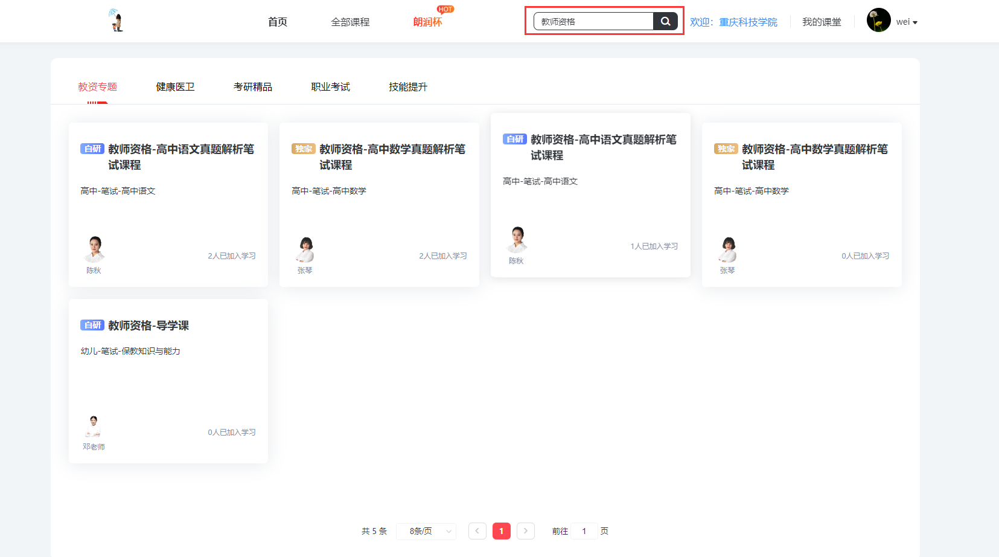 首页
全部课程
朗润杯
HOT
教师资格
欢迎：重庆科技学院
我的课堂
wei
教资专题
健康医卫
考研精品
职业考试
技能提升
自研 教师资格-高中语文真题解析笔
试课程
高中-笔试-高中语文
陈秋
2人已加入学习
独家 教师资格-高中数学真题解析笔
试课程
高中-笔试-高中数学
张琴
2人已加入学习
自研 教师资格-高中语文真题解析笔
试课程
高中-笔试-高中语文
陈秋
1人已加入学习
独家 教师资格-高中数学真题解析笔
试课程
高中-笔试-高中数学
张琴
0人已加入学习
自研 教师资格-导学课
幼儿-笔试-保教知识与能力
邓老师
0人已加入学习
共 5 条 8条/页 1 前往 1 页